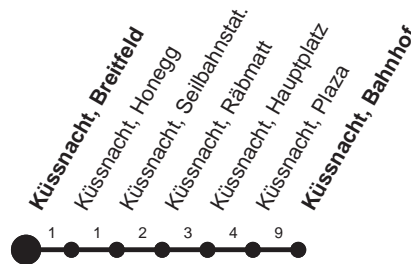 Küssnacht, Breitfeld
Küssnacht, Honegg
Küssnacht, Seilbahnstat.
Küssnacht, Räbmatt
Küssnacht, Hauptplatz
Küssnacht, Plaza
Küssnacht, Bahnhof
1 1 2 3 4 9